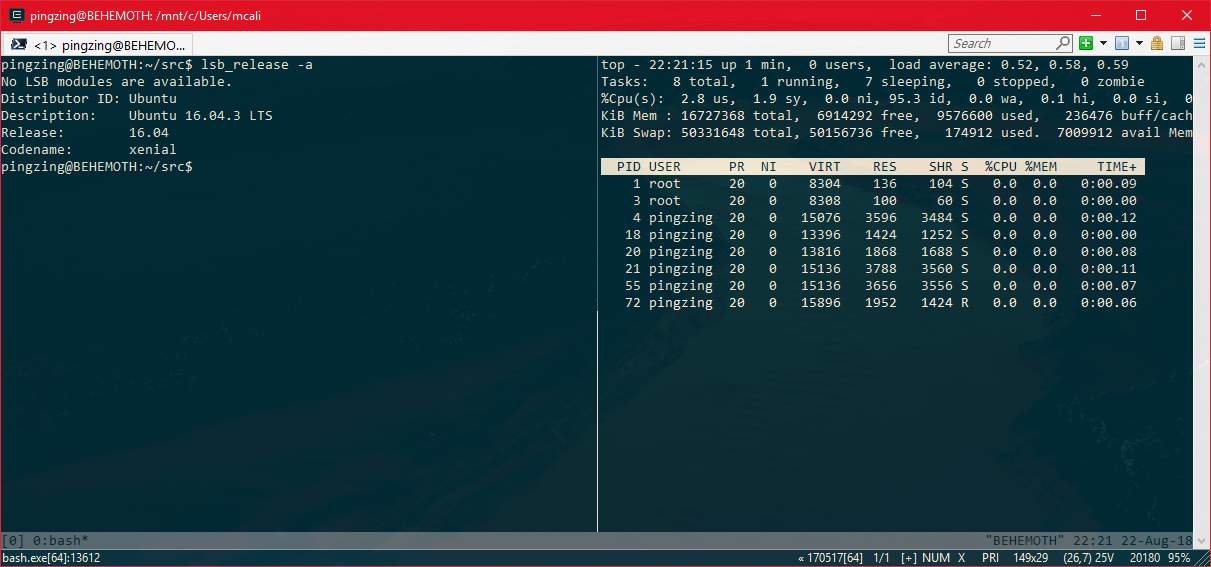 pingzing@BEHEMOTH: /mnt/c/Users/mcali
<1> pingzing@BEHEMO...
Search
pingzing@BEHEMOTH:~/src$ lsb_release -a
No LSB modules are available.
Distributor ID: Ubuntu
Description:    Ubuntu 16.04.3 LTS
Release:        16.04
Codename:       xenial
pingzing@BEHEMOTH:~/src$
top - 22:21:15 up 1 min,  0 users,  load average: 0.52, 0.58, 0.59
Tasks:   8 total,   1 running,   7 sleeping,   0 stopped,   0 zombie
%Cpu(s):  2.8 us,  1.9 sy,  0.0 ni, 95.3 id,  0.0 wa,  0.1 hi,  0.0 si,  0
KiB Mem : 16727368 total,  6914292 free,  9576600 used,   236476 buff/cach
KiB Swap: 50331648 total, 50156736 free,   174912 used.  7009912 avail Mem
PID USER      PR  NI    VIRT    RES    SHR S  %CPU %MEM     TIME+
1 root      20   0    8304    136    104 S   0.0  0.0   0:00.09
3 root      20   0    8308    100     60 S   0.0  0.0   0:00.00
4 pingzing  20   0   15076   3596   3484 S   0.0  0.0   0:00.12
18 pingzing  20   0   13396   1424   1252 S   0.0  0.0   0:00.00
20 pingzing  20   0   13816   1868   1688 S   0.0  0.0   0:00.08
21 pingzing  20   0   15136   3788   3560 S   0.0  0.0   0:00.11
55 pingzing  20   0   15136   3656   3556 S   0.0  0.0   0:00.07
72 pingzing  20   0   15896   1952   1424 R   0.0  0.0   0:00.06
[0] 0:bash*
"BEHEMOTH" 22:21 22-Aug-18
bash.exe[64]:13612
« 170517[64]  1/1  [+] NUM  X  PRI  149x29  (26,7) 25V  20180  95%